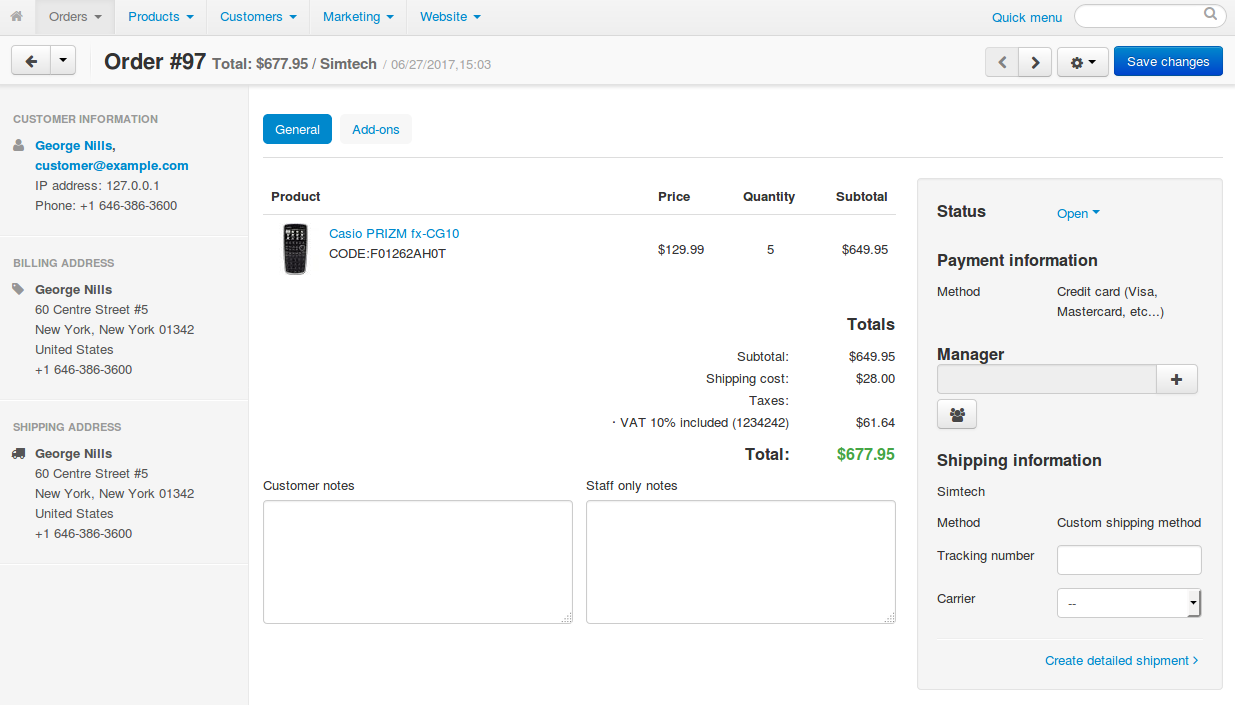 Orders Products Customers Marketing Website Quick menu
Order #97 Total: $677.95 / Simtech / 06/27/2017,15:03 Save changes
CUSTOMER INFORMATION
George Nills,
customer@example.com
IP address: 127.0.0.1
Phone: +1 646-386-3600
BILLING ADDRESS
George Nills
60 Centre Street #5
New York, New York 01342
United States
+1 646-386-3600
SHIPPING ADDRESS
George Nills
60 Centre Street #5
New York, New York 01342
United States
+1 646-386-3600
General Add-ons
Product Price Quantity Subtotal
Casio PRIZM fx-CG10
CODE:F01262AH0T
$129.99 5 $649.95
Totals
Subtotal: $649.95
Shipping cost: $28.00
Taxes:
· VAT 10% included (1234242) $61.64
Total: $677.95
Customer notes Staff only notes
Status Open
Payment information
Method Credit card (Visa,
Mastercard, etc...)
Manager
Shipping information
Simtech
Method Custom shipping method
Tracking number
Carrier --
Create detailed shipment